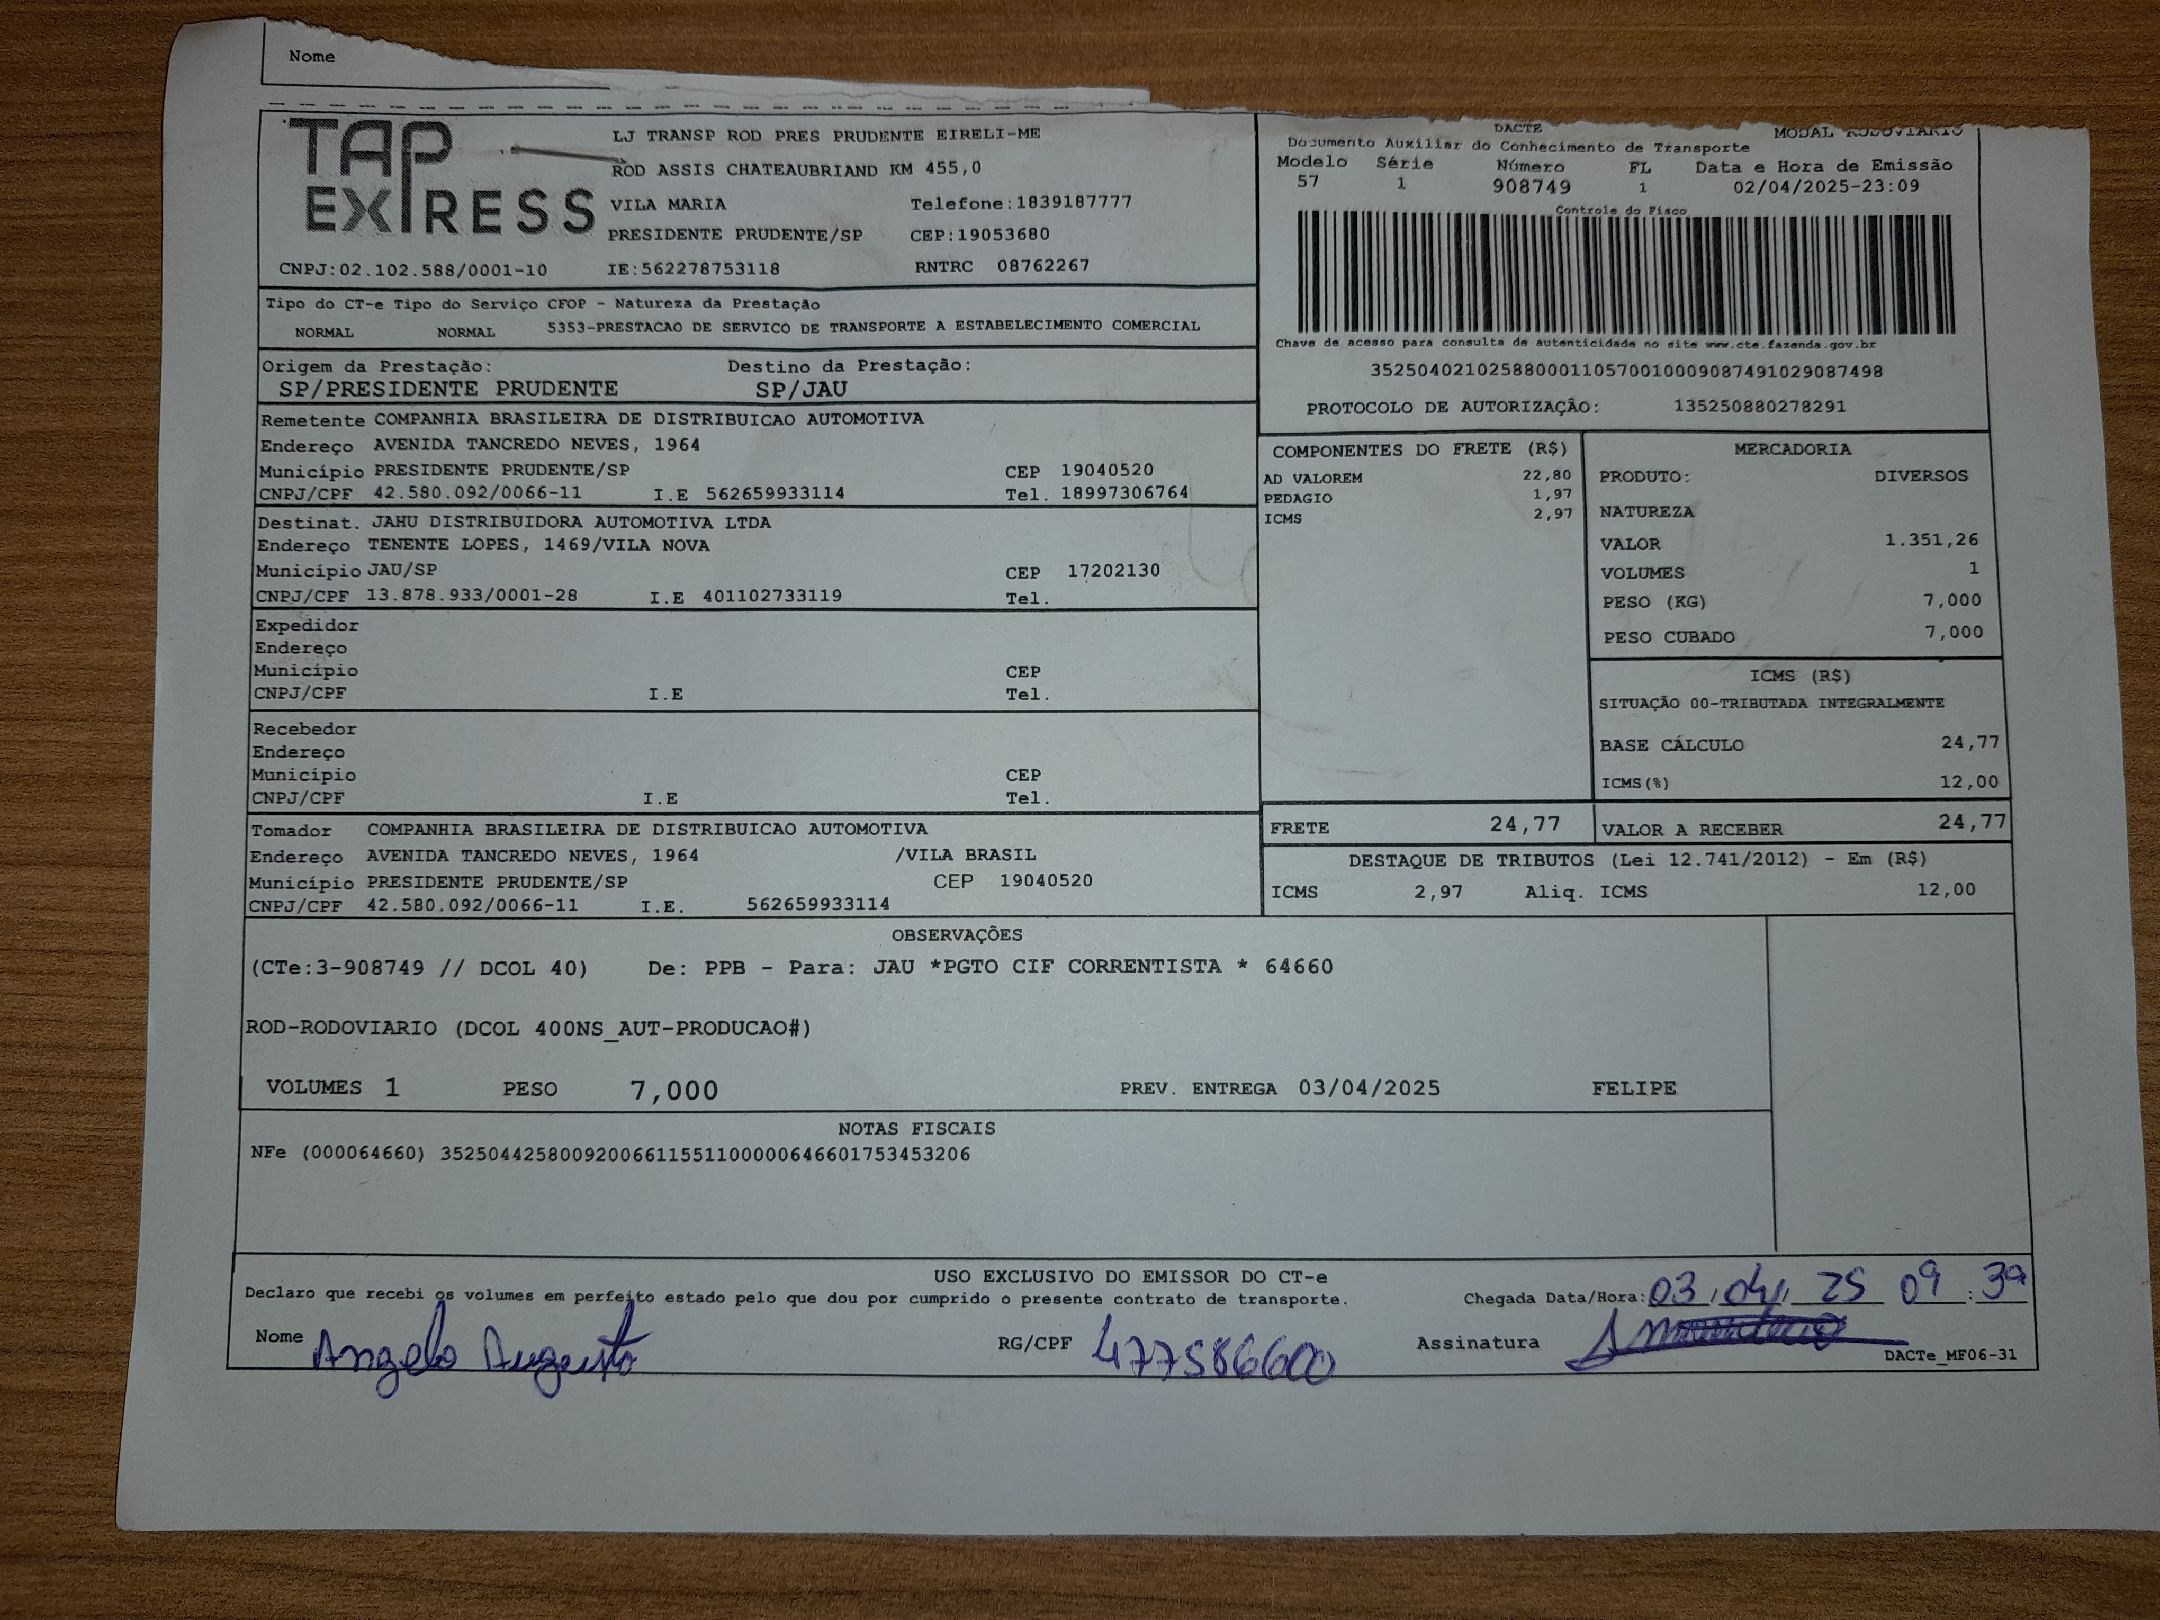 Nome
TAP EXPRESS
LJ TRANSP ROD PRES PRUDENTE EIRELI-ME
ROD ASSIS CHATEAUBRIAND KM 455,0
VILA MARIA Telefone:1839187777
PRESIDENTE PRUDENTE/SP CEP:19053680
CNPJ:02.102.588/0001-10 IE:562278753118 RNTRC 08762267
DACTE MODAL RODOVIARIO
Documento Auxiliar do Conhecimento de Transporte
Modelo Série Número FL Data e Hora de Emissão
57 1 908749 1 02/04/2025-23:09
Controle do Fisco
Chave de acesso para consulta de autenticidade no site www.cte.fazenda.gov.br
35250402102588000110570010009087491029087498
PROTOCOLO DE AUTORIZAÇÃO: 135250880278291
Tipo do CT-e Tipo do Serviço CFOP - Natureza da Prestação
NORMAL NORMAL 5353-PRESTACAO DE SERVICO DE TRANSPORTE A ESTABELECIMENTO COMERCIAL
Origem da Prestação: Destino da Prestação:
SP/PRESIDENTE PRUDENTE SP/JAU
Remetente COMPANHIA BRASILEIRA DE DISTRIBUICAO AUTOMOTIVA
Endereço AVENIDA TANCREDO NEVES, 1964
Município PRESIDENTE PRUDENTE/SP CEP 19040520
CNPJ/CPF 42.580.092/0066-11 I.E 562659933114 Tel. 18997306764
Destinat. JAHU DISTRIBUIDORA AUTOMOTIVA LTDA
Endereço TENENTE LOPES, 1469/VILA NOVA
Município JAU/SP CEP 17202130
CNPJ/CPF 13.878.933/0001-28 I.E 401102733119 Tel.
Expedidor
Endereço
Município CEP
CNPJ/CPF I.E Tel.
Recebedor
Endereço
Município CEP
CNPJ/CPF I.E Tel.
Tomador COMPANHIA BRASILEIRA DE DISTRIBUICAO AUTOMOTIVA
Endereço AVENIDA TANCREDO NEVES, 1964 /VILA BRASIL
Município PRESIDENTE PRUDENTE/SP CEP 19040520
CNPJ/CPF 42.580.092/0066-11 I.E. 562659933114
COMPONENTES DO FRETE (R$)
AD VALOREM 22,80
PEDAGIO 1,97
ICMS 2,97
MERCADORIA
PRODUTO: DIVERSOS
NATUREZA
VALOR 1.351,26
VOLUMES 1
PESO (KG) 7,000
PESO CUBADO 7,000
ICMS (R$)
SITUAÇÃO 00-TRIBUTADA INTEGRALMENTE
BASE CÁLCULO 24,77
ICMS(%) 12,00
FRETE 24,77 VALOR A RECEBER 24,77
DESTAQUE DE TRIBUTOS (Lei 12.741/2012) - Em (R$)
ICMS 2,97 Aliq. ICMS 12,00
OBSERVAÇÕES
(CTe:3-908749 // DCOL 40) De: PPB - Para: JAU *PGTO CIF CORRENTISTA * 64660
ROD-RODOVIARIO (DCOL 400NS_AUT-PRODUCAO#)
VOLUMES 1 PESO 7,000 PREV. ENTREGA 03/04/2025 FELIPE
NOTAS FISCAIS
NFe (000064660) 35250442580092006611551100000646601753453206
USO EXCLUSIVO DO EMISSOR DO CT-e
Declaro que recebi os volumes em perfeito estado pelo que dou por cumprido o presente contrato de transporte. Chegada Data/Hora: 03/04/25 09:39
Nome Angelo Augusto RG/CPF 477586600 Assinatura
DACTe_MF06-31